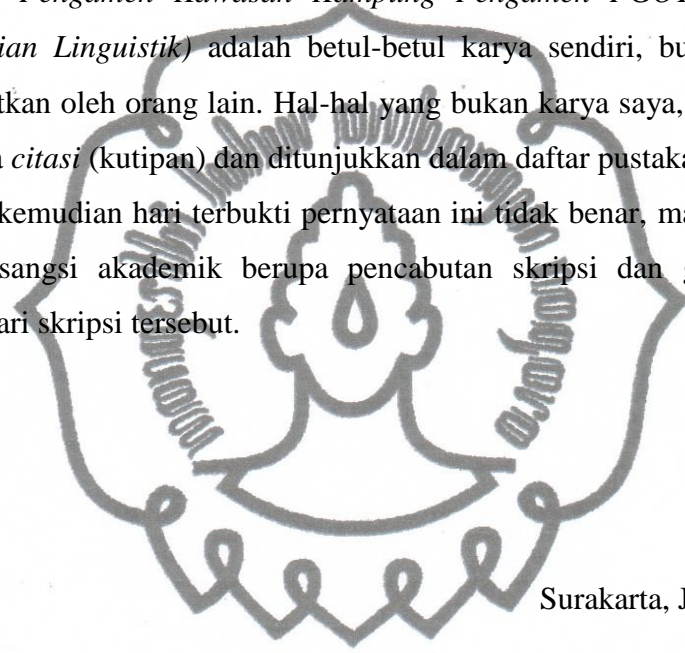 Pengamen Kawasan Kampung Pengamen
ian Linguistik) adalah betul-betul karya sendiri, bu
tkan oleh orang lain. Hal-hal yang bukan karya saya,
a citasi (kutipan) dan ditunjukkan dalam daftar pustaka
kemudian hari terbukti pernyataan ini tidak benar, ma
sangsi akademik berupa pencabutan skripsi dan g
ari skripsi tersebut.
Surakarta, J